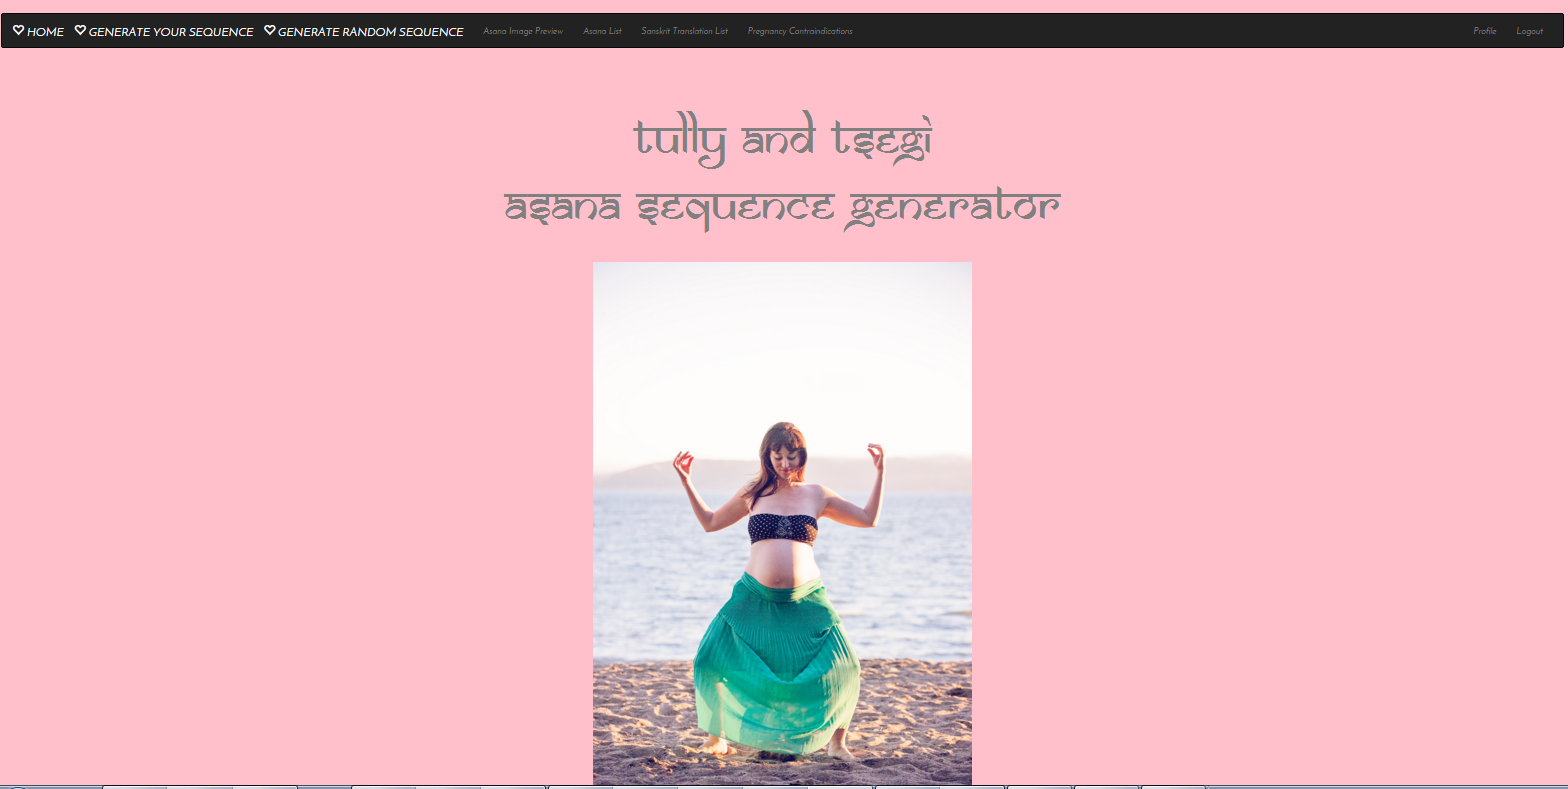 HOME GENERATE YOUR SEQUENCE GENERATE RANDOM SEQUENCE Asana Image Preview Asana List Sanskrit Translation List Pregnancy Contraindications Profile Logout
Tully and Tsegi
Asana Sequence Generator